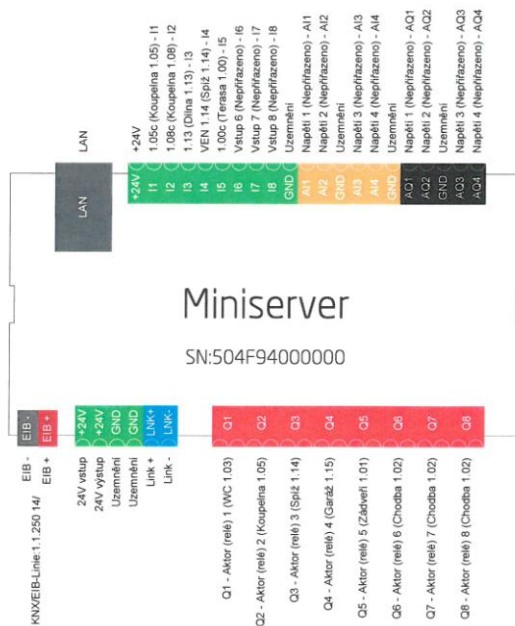 LAN
+24V
1.05c (Koupelna 1.05) - I1
1.08c (Koupelna 1.08) - I2
1.13 (Dílna 1.13) - I3
VEN 1.14 (Spíž 1.14) - I4
1.00c (Terasa 1.00) - I5
Vstup 6 (Nepřiřazeno) - I6
Vstup 7 (Nepřiřazeno) - I7
Vstup 8 (Nepřiřazeno) - I8
Uzemnění
Napětí 1 (Nepřiřazeno) - AI1
Napětí 2 (Nepřiřazeno) - AI2
Uzemnění
Napětí 3 (Nepřiřazeno) - AI3
Napětí 4 (Nepřiřazeno) - AI4
Uzemnění
Napětí 1 (Nepřiřazeno) - AQ1
Napětí 2 (Nepřiřazeno) - AQ2
Uzemnění
Napětí 3 (Nepřiřazeno) - AQ3
Napětí 4 (Nepřiřazeno) - AQ4
LAN
+24V
I1
I2
I3
I4
I5
I6
I7
I8
GND
AI1
AI2
GND
AI3
AI4
GND
AQ1
AQ2
GND
AQ3
AQ4
Miniserver
SN:504F94000000
EIB -
EIB +
+24V
+24V
GND
GND
LNK+
LNK-
Q1
Q2
Q3
Q4
Q5
Q6
Q7
Q8
EIB -
EIB +
KNX/EIB-Linie:1.1.250 14/
24V vstup
24V výstup
Uzemnění
Uzemnění
Link +
Link -
Q1 - Aktor (relé) 1 (WC 1.03)
Q2 - Aktor (relé) 2 (Koupelna 1.05)
Q3 - Aktor (relé) 3 (Spíž 1.14)
Q4 - Aktor (relé) 4 (Garáž 1.15)
Q5 - Aktor (relé) 5 (Zádveří 1.01)
Q6 - Aktor (relé) 6 (Chodba 1.02)
Q7 - Aktor (relé) 7 (Chodba 1.02)
Q8 - Aktor (relé) 8 (Chodba 1.02)